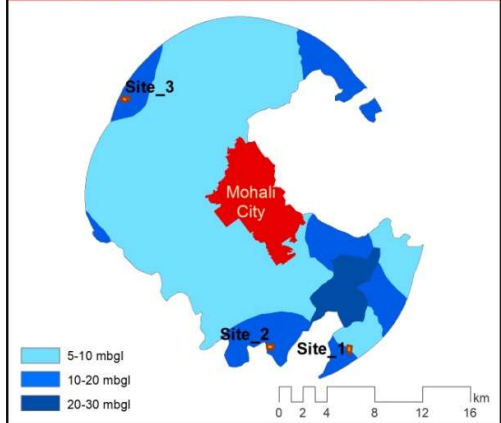 Site_3
Mohali
City
Site_2
Site_1
5-10 mbgl
10-20 mbgl
20-30 mbgl
km
0 2 4 8 12 16